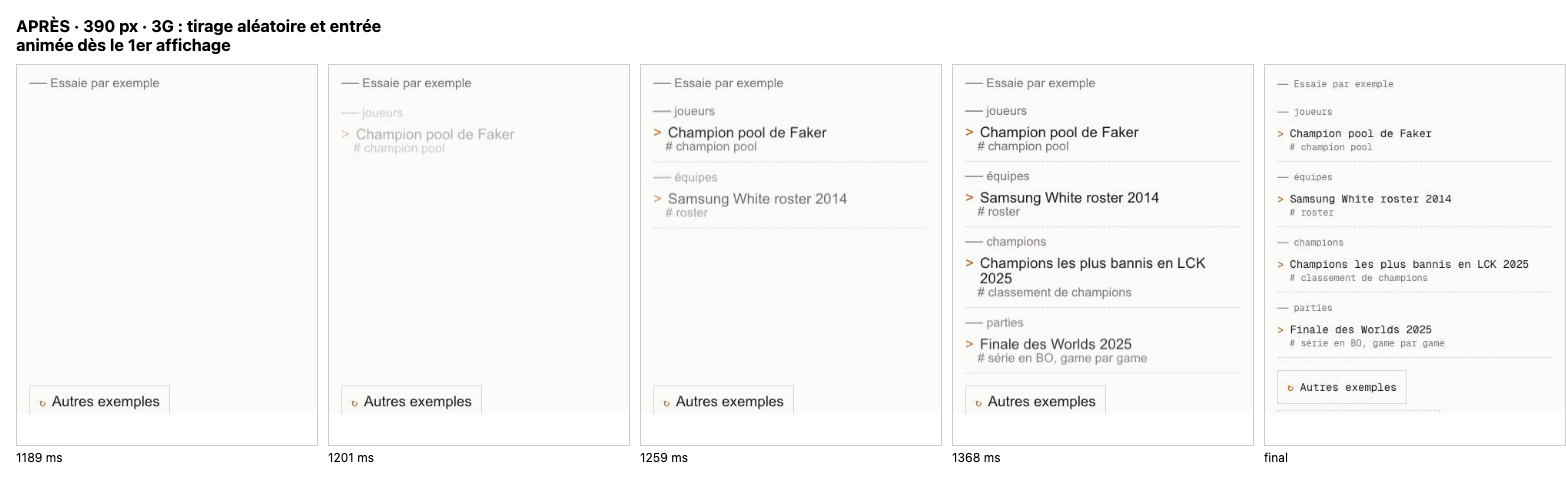 APRÈS · 390 px · 3G : tirage aléatoire et entrée
animée dès le 1er affichage
— Essaie par exemple
↻ Autres exemples
1189 ms
— Essaie par exemple
— joueurs
> Champion pool de Faker
# champion pool
↻ Autres exemples
1201 ms
— Essaie par exemple
— joueurs
> Champion pool de Faker
# champion pool
— équipes
> Samsung White roster 2014
# roster
↻ Autres exemples
1259 ms
— Essaie par exemple
— joueurs
> Champion pool de Faker
# champion pool
— équipes
> Samsung White roster 2014
# roster
— champions
> Champions les plus bannis en LCK
2025
# classement de champions
— parties
> Finale des Worlds 2025
# série en BO, game par game
↻ Autres exemples
1368 ms
— Essaie par exemple
— joueurs
> Champion pool de Faker
# champion pool
— équipes
> Samsung White roster 2014
# roster
— champions
> Champions les plus bannis en LCK 2025
# classement de champions
— parties
> Finale des Worlds 2025
# série en BO, game par game
↻ Autres exemples
final